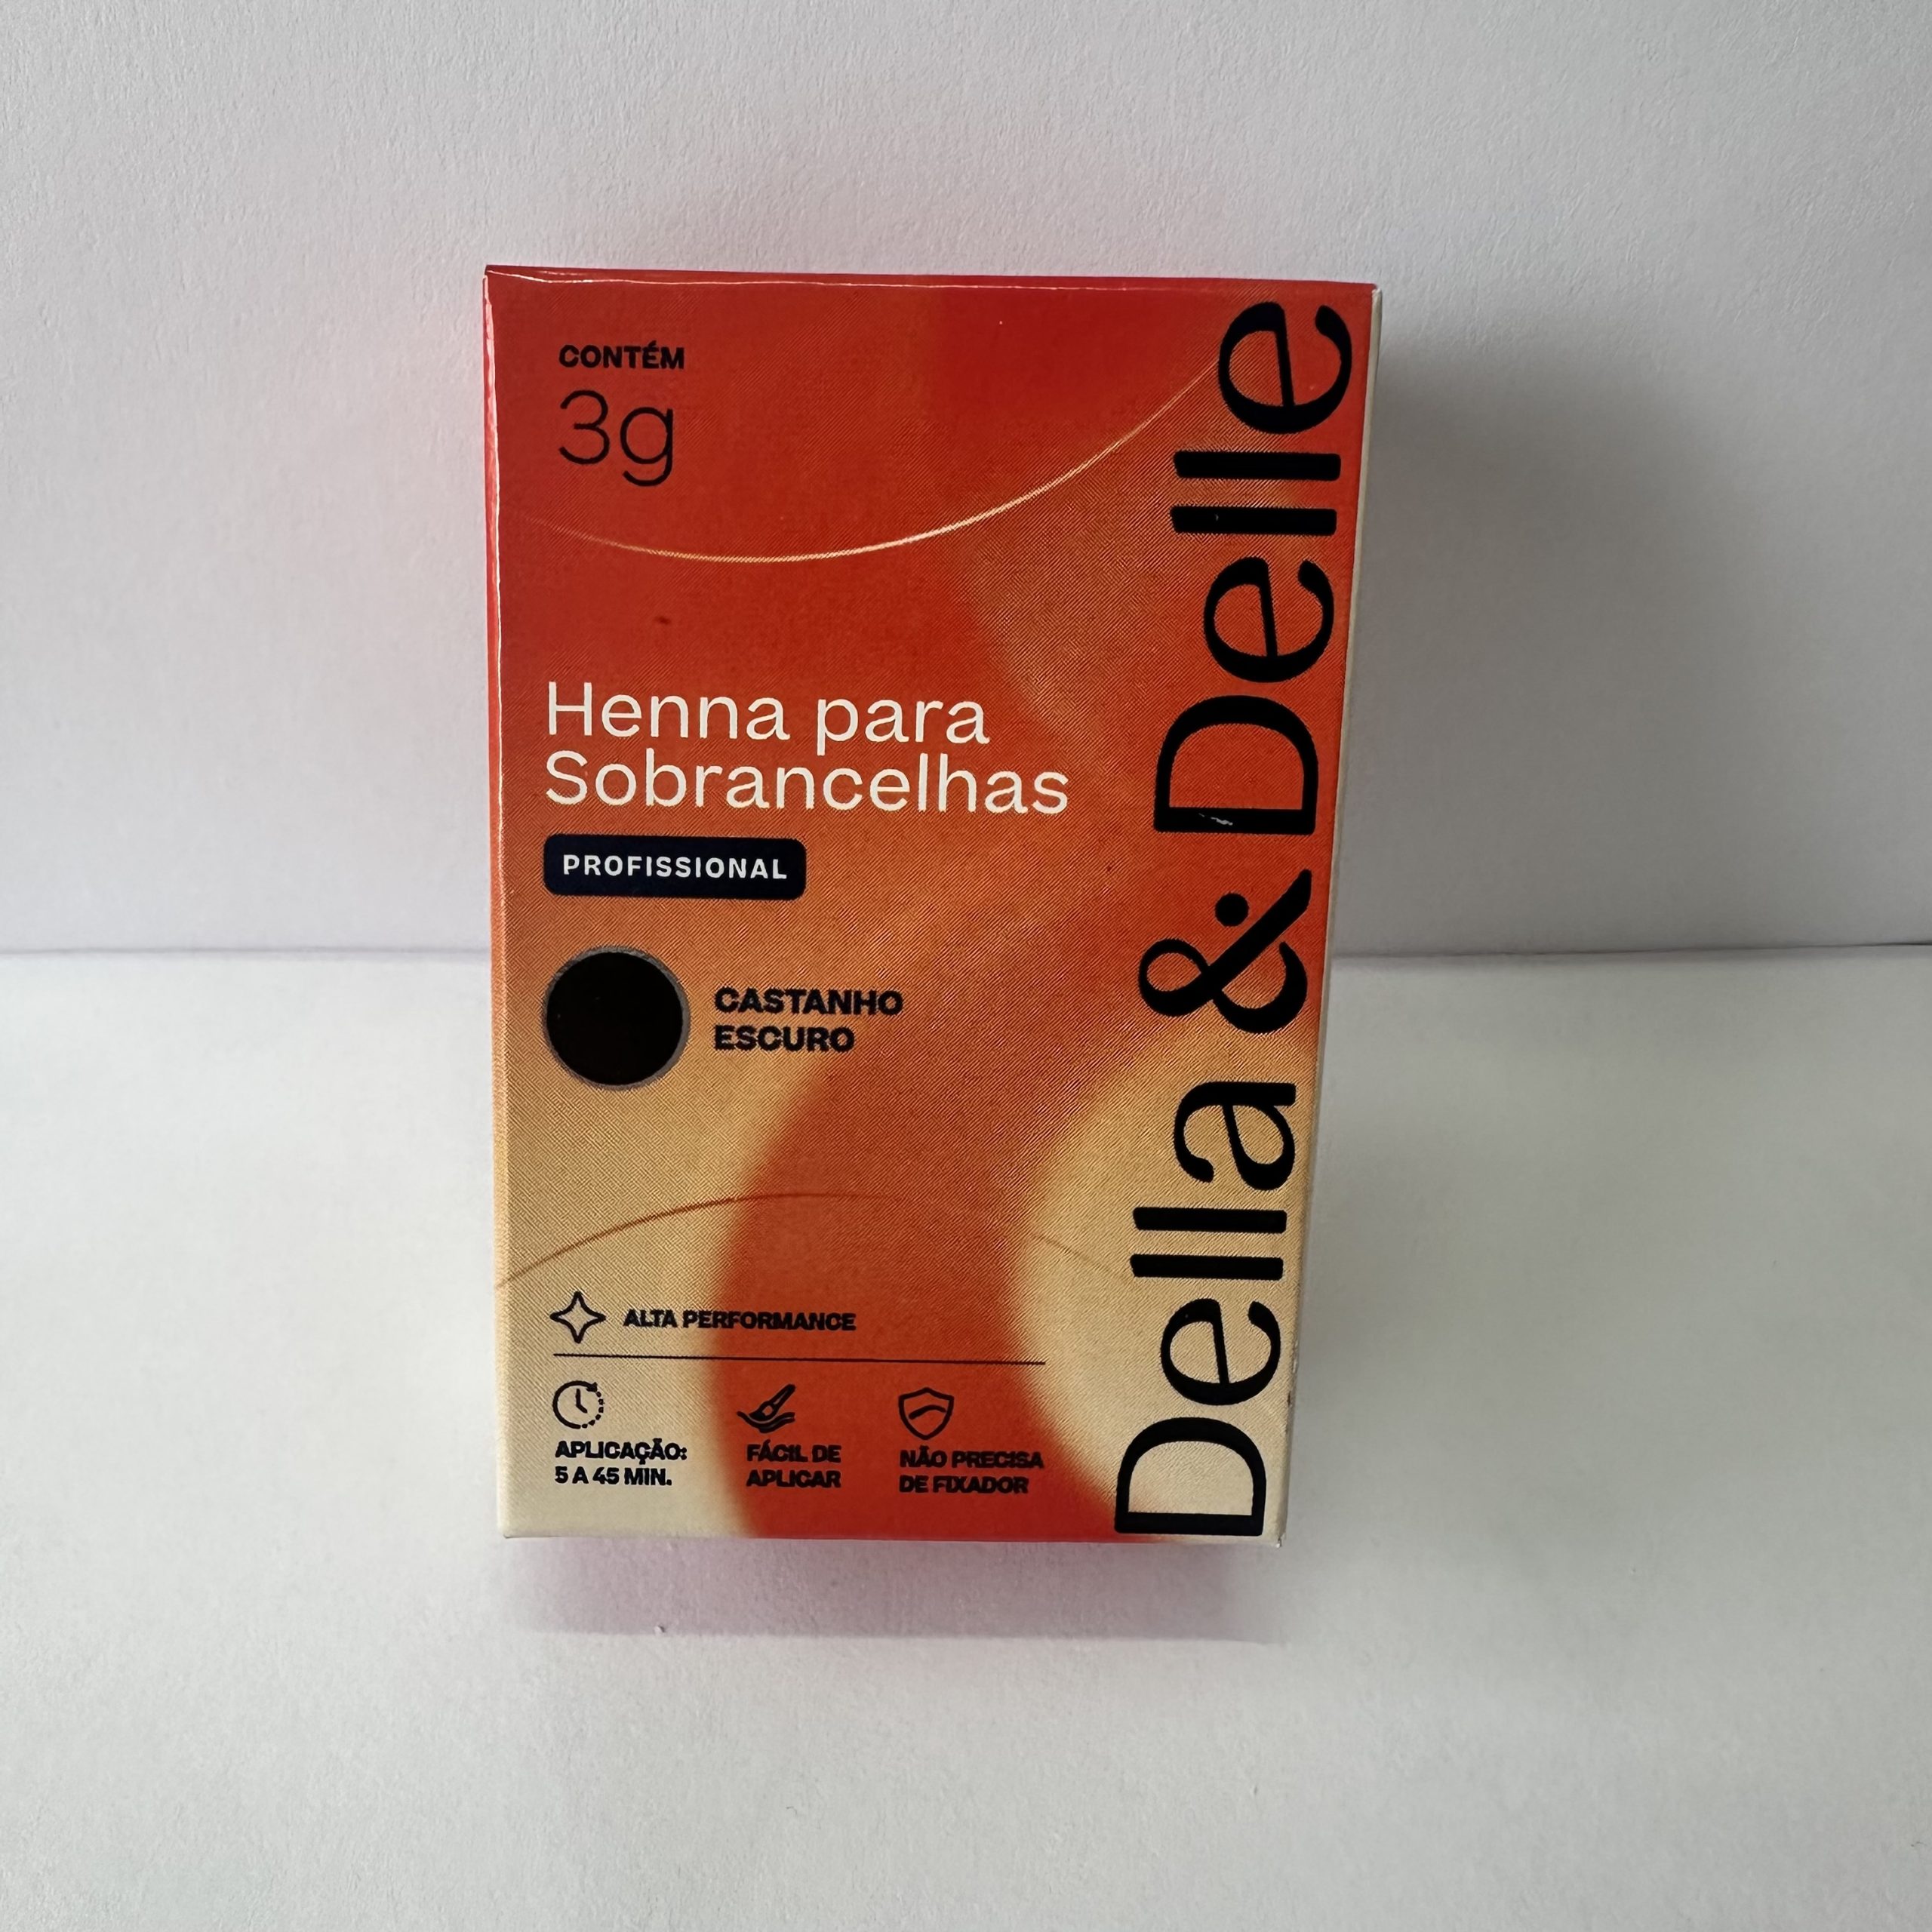 CONTÉM
3g
Henna para
Sobrancelhas
PROFISSIONAL
CASTANHO
ESCURO
ALTA PERFORMANCE
APLICAÇÃO:
5 A 45 MIN.
FÁCIL DE
APLICAR
NÃO PRECISA
DE FIXADOR
Della & Delle